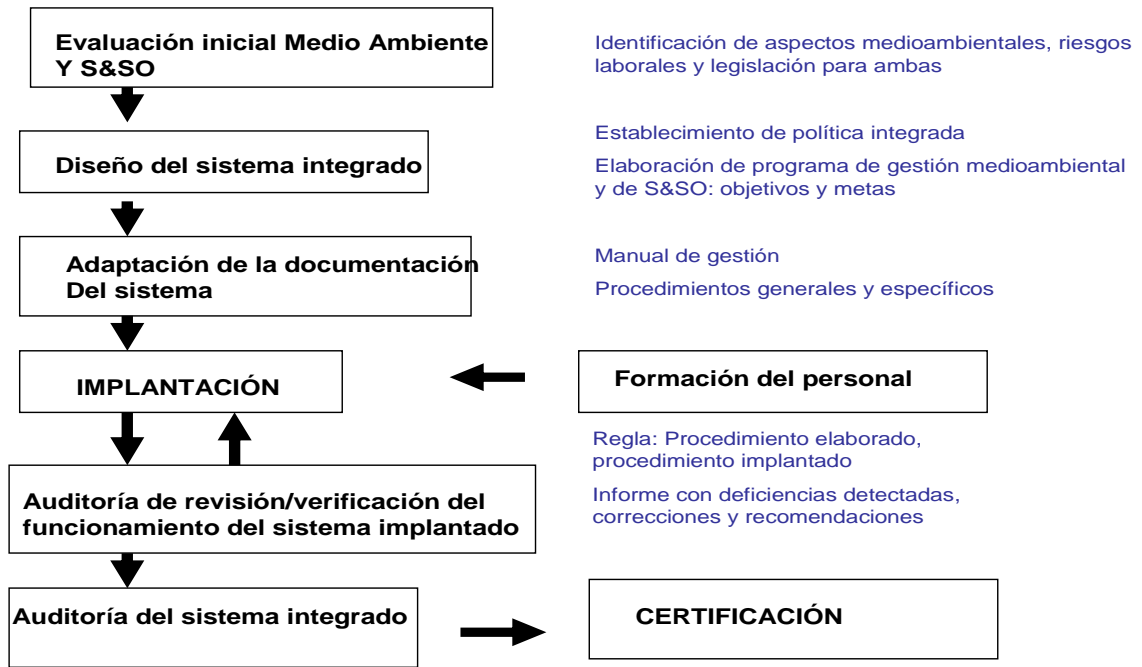 Evaluación inicial Medio Ambiente
Y S&SO
Identificación de aspectos medioambientales, riesgos
laborales y legislación para ambas
Diseño del sistema integrado
Establecimiento de política integrada
Elaboración de programa de gestión medioambiental
y de S&SO: objetivos y metas
Adaptación de la documentación
Del sistema
Manual de gestión
Procedimientos generales y específicos
IMPLANTACIÓN
Formación del personal
Regla: Procedimiento elaborado,
procedimiento implantado
Auditoría de revisión/verificación del
funcionamiento del sistema implantado
Informe con deficiencias detectadas,
correcciones y recomendaciones
Auditoría del sistema integrado
CERTIFICACIÓN